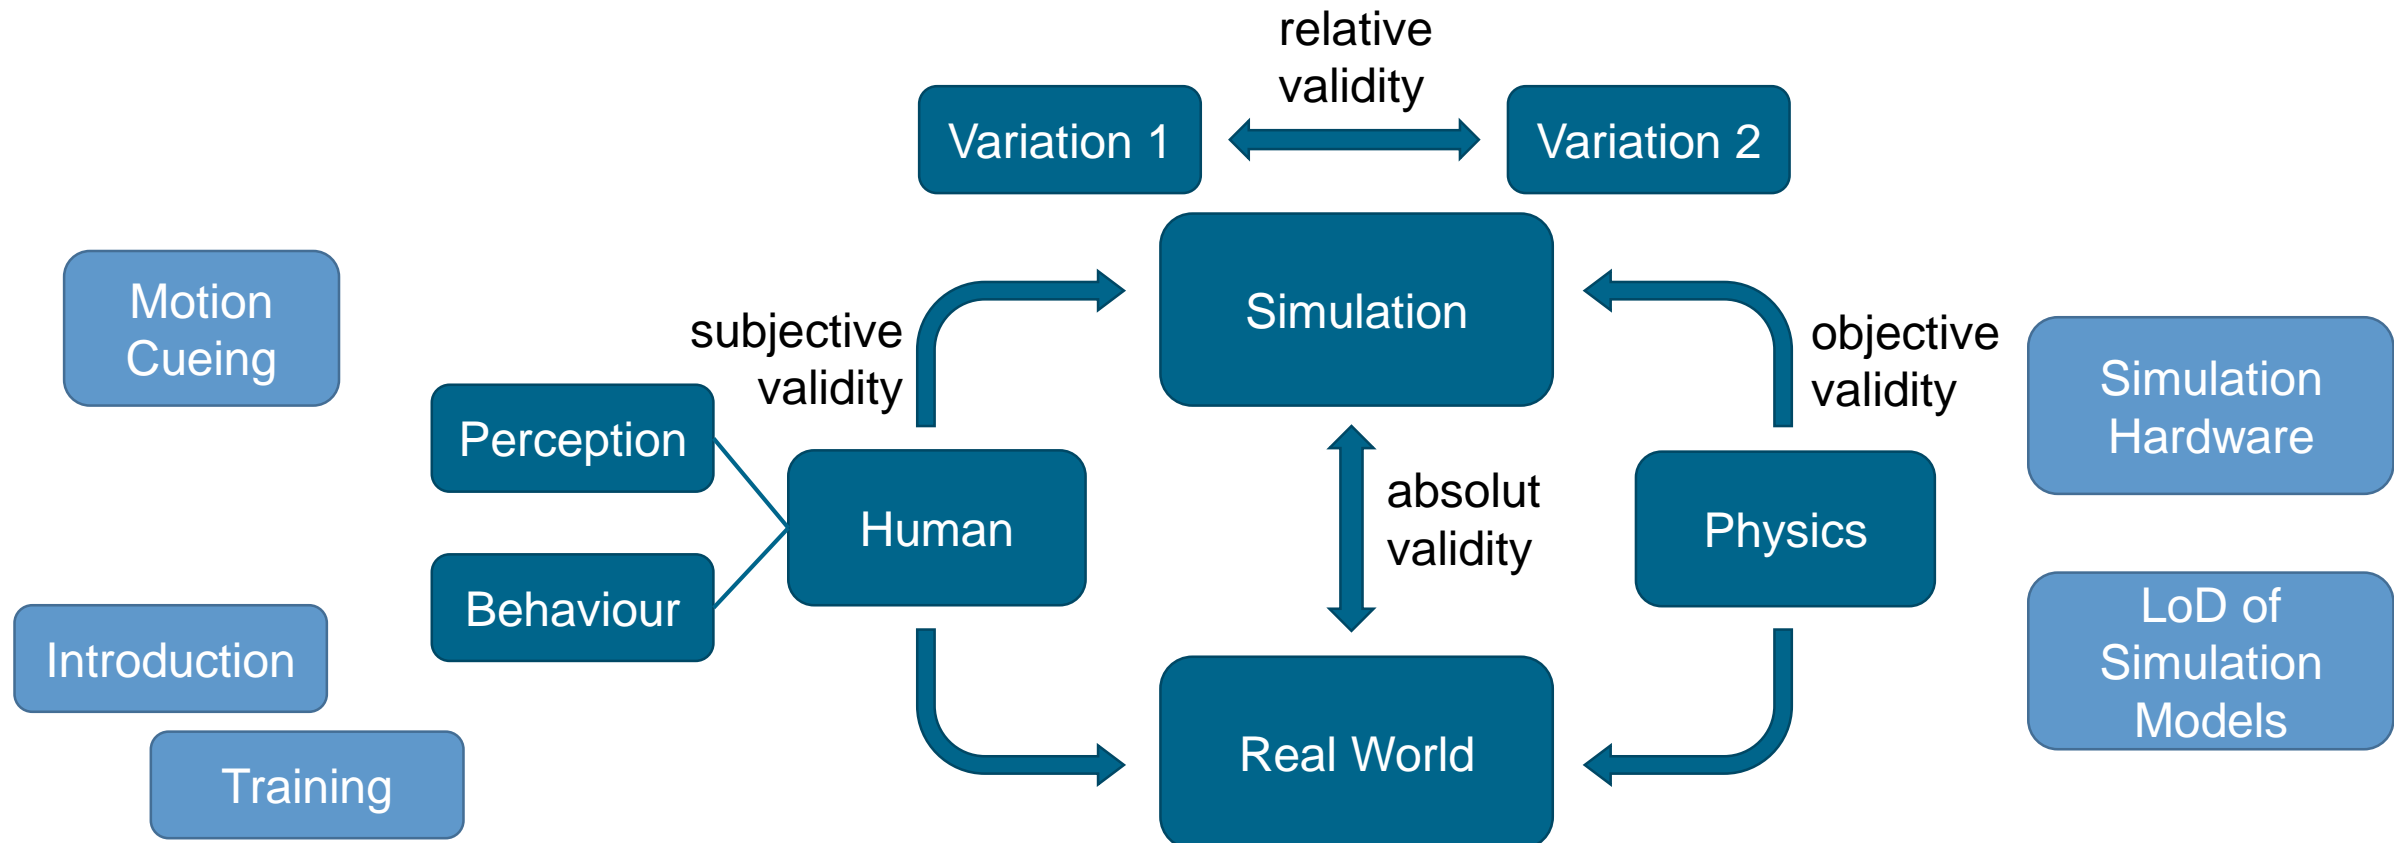 relative
validity
Variation 1
Variation 2
Motion
Cueing
Simulation
subjective
validity
objective
validity
Simulation
Hardware
Perception
Human
absolut
validity
Physics
Behaviour
LoD of
Simulation
Models
Introduction
Training
Real World